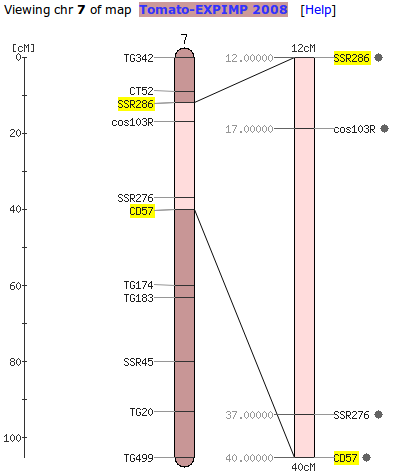 Viewing chr 7 of map Tomato-EXPIMP 2008 [Help]
7
[cM]
12cM
0
TG342
12.00000
SSR286
CT52
SSR286
cos103R
17.00000
cos103R
20
SSR276
40
CD57
60
TG174
TG183
80
SSR45
TG20
37.00000
SSR276
100
TG499
40.00000
CD57
40cM